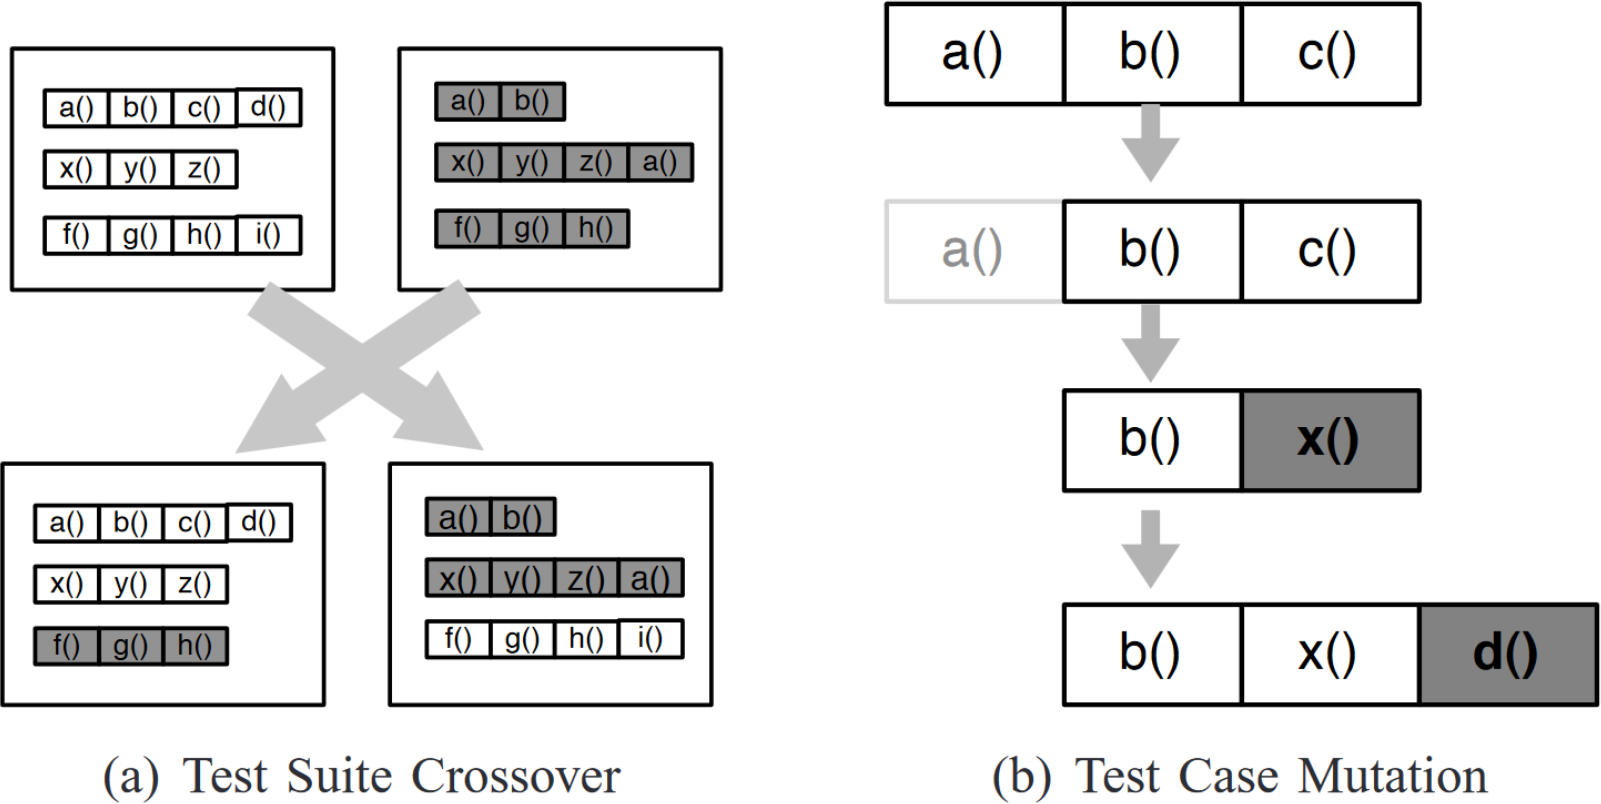 a() b() c() d()
x() y() z()
f() g() h() i()
a() b()
x() y() z() a()
f() g() h()
a() b() c() d()
x() y() z()
f() g() h()
a() b()
x() y() z() a()
f() g() h() i()
(a) Test Suite Crossover
a() b() c()
a() b() c()
b() x()
b() x() d()
(b) Test Case Mutation